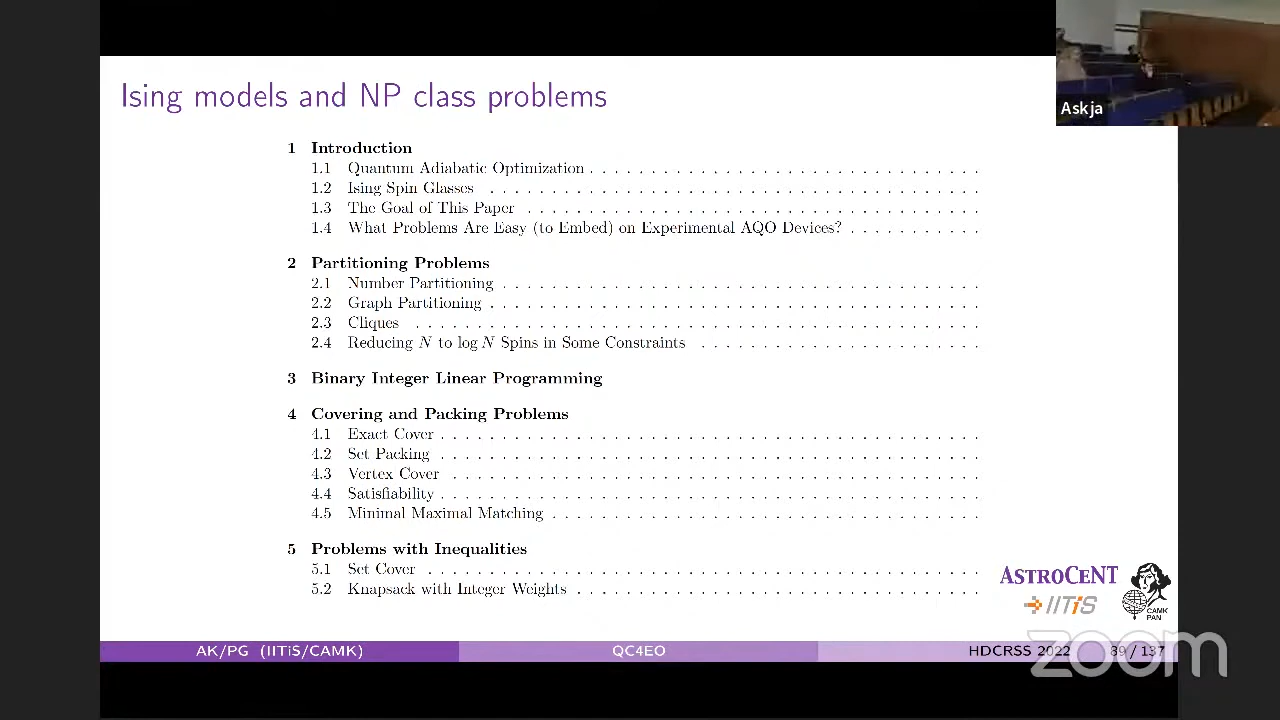 Ising models and NP class problems
Askja
1 Introduction
1.1 Quantum Adiabatic Optimization
1.2 Ising Spin Glasses
1.3 The Goal of This Paper
1.4 What Problems Are Easy (to Embed) on Experimental AQO Devices?
2 Partitioning Problems
2.1 Number Partitioning
2.2 Graph Partitioning
2.3 Cliques
2.4 Reducing N to log N Spins in Some Constraints
3 Binary Integer Linear Programming
4 Covering and Packing Problems
4.1 Exact Cover
4.2 Set Packing
4.3 Vertex Cover
4.4 Satisfiability
4.5 Minimal Maximal Matching
5 Problems with Inequalities
5.1 Set Cover
5.2 Knapsack with Integer Weights
ASTROCENT
IITiS
CAMK
PAN
AK/PG (IITiS/CAMK) QC4EO HDCRSS 2022 89 / 137
zoom